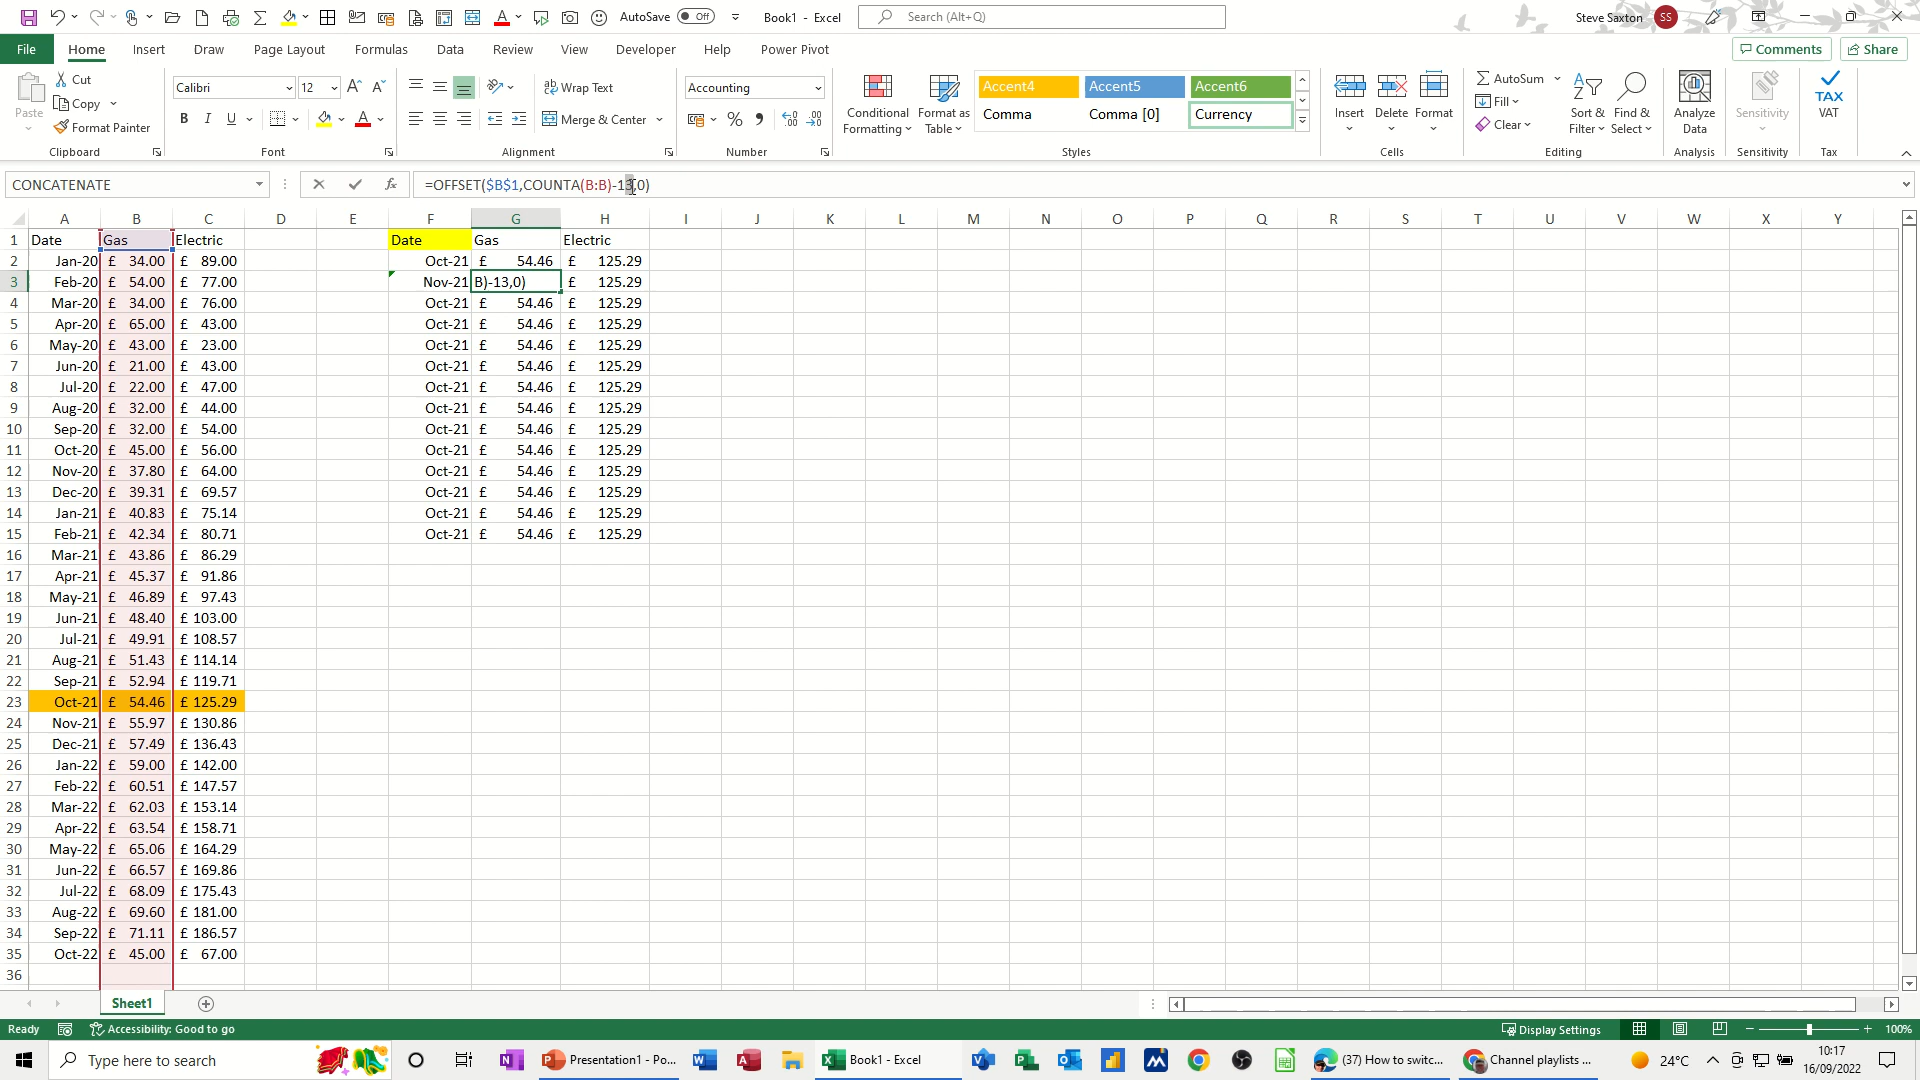 AutoSave Off Book1 - Excel Search (Alt+Q) Steve Saxton SS
File Home Insert Draw Page Layout Formulas Data Review View Developer Help Power Pivot Comments Share
Paste Cut Copy Format Painter Clipboard
Calibri 12 B I U A Font
Wrap Text Merge & Center Alignment
Accounting % Number
Conditional Formatting Format as Table Accent4 Accent5 Accent6 Comma Comma [0] Currency Styles
Insert Delete Format Cells
AutoSum Fill Clear Sort & Filter Find & Select Editing
Analyze Data Analysis
Sensitivity Sensitivity
TAX VAT Tax
CONCATENATE fx =OFFSET($B$1,COUNTA(B:B)-13,0)
A B C D E F G H I J K L M N O P Q R S T U V W X Y
1 Date Gas Electric Date Gas Electric
2 Jan-20 £ 34.00 £ 89.00 Oct-21 £ 54.46 £ 125.29
3 Feb-20 £ 54.00 £ 77.00 Nov-21 B)-13,0) £ 125.29
4 Mar-20 £ 34.00 £ 76.00 Oct-21 £ 54.46 £ 125.29
5 Apr-20 £ 65.00 £ 43.00 Oct-21 £ 54.46 £ 125.29
6 May-20 £ 43.00 £ 23.00 Oct-21 £ 54.46 £ 125.29
7 Jun-20 £ 21.00 £ 43.00 Oct-21 £ 54.46 £ 125.29
8 Jul-20 £ 22.00 £ 47.00 Oct-21 £ 54.46 £ 125.29
9 Aug-20 £ 32.00 £ 44.00 Oct-21 £ 54.46 £ 125.29
10 Sep-20 £ 32.00 £ 54.00 Oct-21 £ 54.46 £ 125.29
11 Oct-20 £ 45.00 £ 56.00 Oct-21 £ 54.46 £ 125.29
12 Nov-20 £ 37.80 £ 64.00 Oct-21 £ 54.46 £ 125.29
13 Dec-20 £ 39.31 £ 69.57 Oct-21 £ 54.46 £ 125.29
14 Jan-21 £ 40.83 £ 75.14 Oct-21 £ 54.46 £ 125.29
15 Feb-21 £ 42.34 £ 80.71 Oct-21 £ 54.46 £ 125.29
16 Mar-21 £ 43.86 £ 86.29
17 Apr-21 £ 45.37 £ 91.86
18 May-21 £ 46.89 £ 97.43
19 Jun-21 £ 48.40 £ 103.00
20 Jul-21 £ 49.91 £ 108.57
21 Aug-21 £ 51.43 £ 114.14
22 Sep-21 £ 52.94 £ 119.71
23 Oct-21 £ 54.46 £ 125.29
24 Nov-21 £ 55.97 £ 130.86
25 Dec-21 £ 57.49 £ 136.43
26 Jan-22 £ 59.00 £ 142.00
27 Feb-22 £ 60.51 £ 147.57
28 Mar-22 £ 62.03 £ 153.14
29 Apr-22 £ 63.54 £ 158.71
30 May-22 £ 65.06 £ 164.29
31 Jun-22 £ 66.57 £ 169.86
32 Jul-22 £ 68.09 £ 175.43
33 Aug-22 £ 69.60 £ 181.00
34 Sep-22 £ 71.11 £ 186.57
35 Oct-22 £ 45.00 £ 67.00
36
Sheet1
Ready Accessibility: Good to go Display Settings 100%
Type here to search Presentation1 - Po... Book1 - Excel (37) How to switc... Channel playlists ... 24°C 10:17
16/09/2022